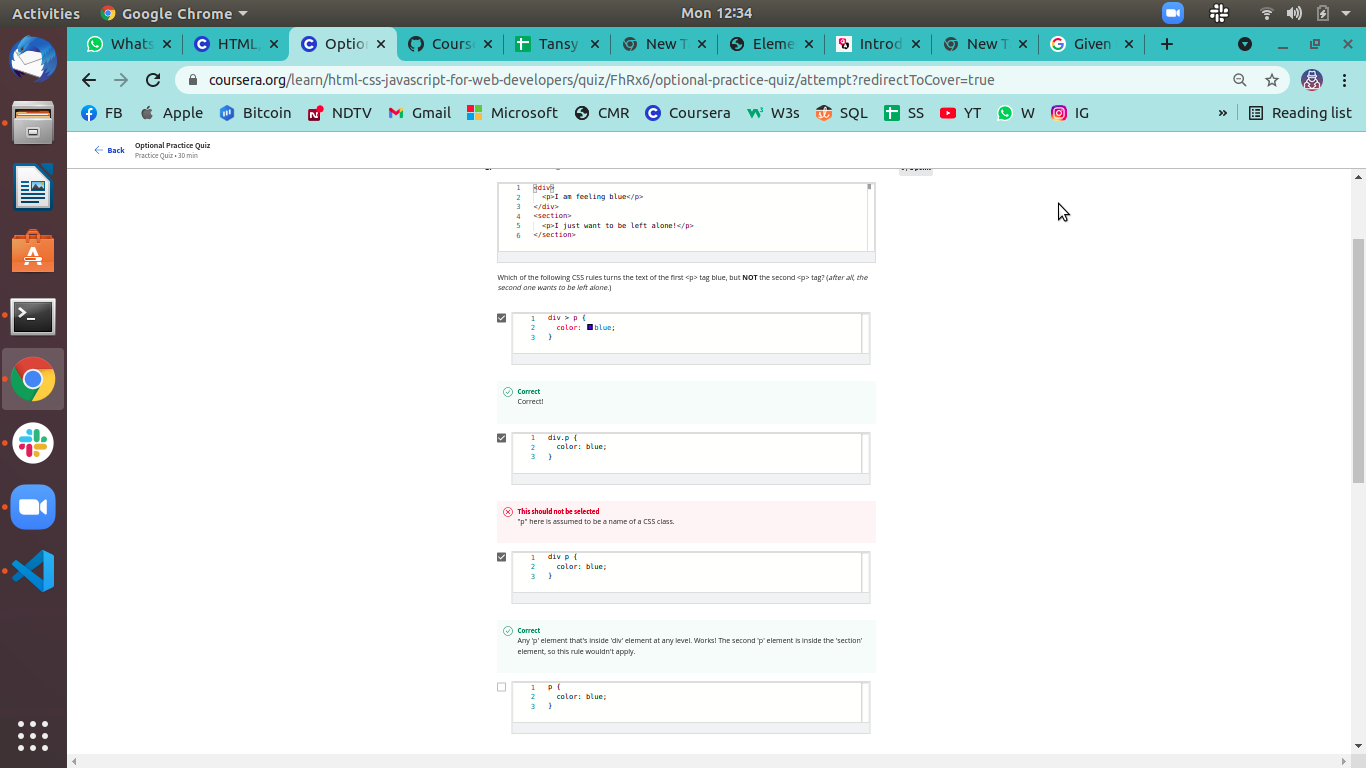 Activities Google Chrome Mon 12:34
Whats HTML, Optio Cours Tansy New T Eleme Introd New T Given
coursera.org/learn/html-css-javascript-for-web-developers/quiz/FhRx6/optional-practice-quiz/attempt?redirectToCover=true
FB Apple Bitcoin NDTV Gmail Microsoft CMR Coursera W3s SQL SS YT W IG » Reading list
Back Optional Practice Quiz
Practice Quiz • 30 min
1 <div>
2 <p>I am feeling blue</p>
3 </div>
4 <section>
5 <p>I just want to be left alone!</p>
6 </section>
Which of the following CSS rules turns the text of the first <p> tag blue, but NOT the second <p> tag? (after all, the
second one wants to be left alone.)
1 div > p {
2 color: blue;
3 }
Correct
Correct!
1 div.p {
2 color: blue;
3 }
This should not be selected
"p" here is assumed to be a name of a CSS class.
1 div p {
2 color: blue;
3 }
Correct
Any 'p' element that's inside 'div' element at any level. Works! The second 'p' element is inside the 'section'
element, so this rule wouldn't apply.
1 p {
2 color: blue;
3 }